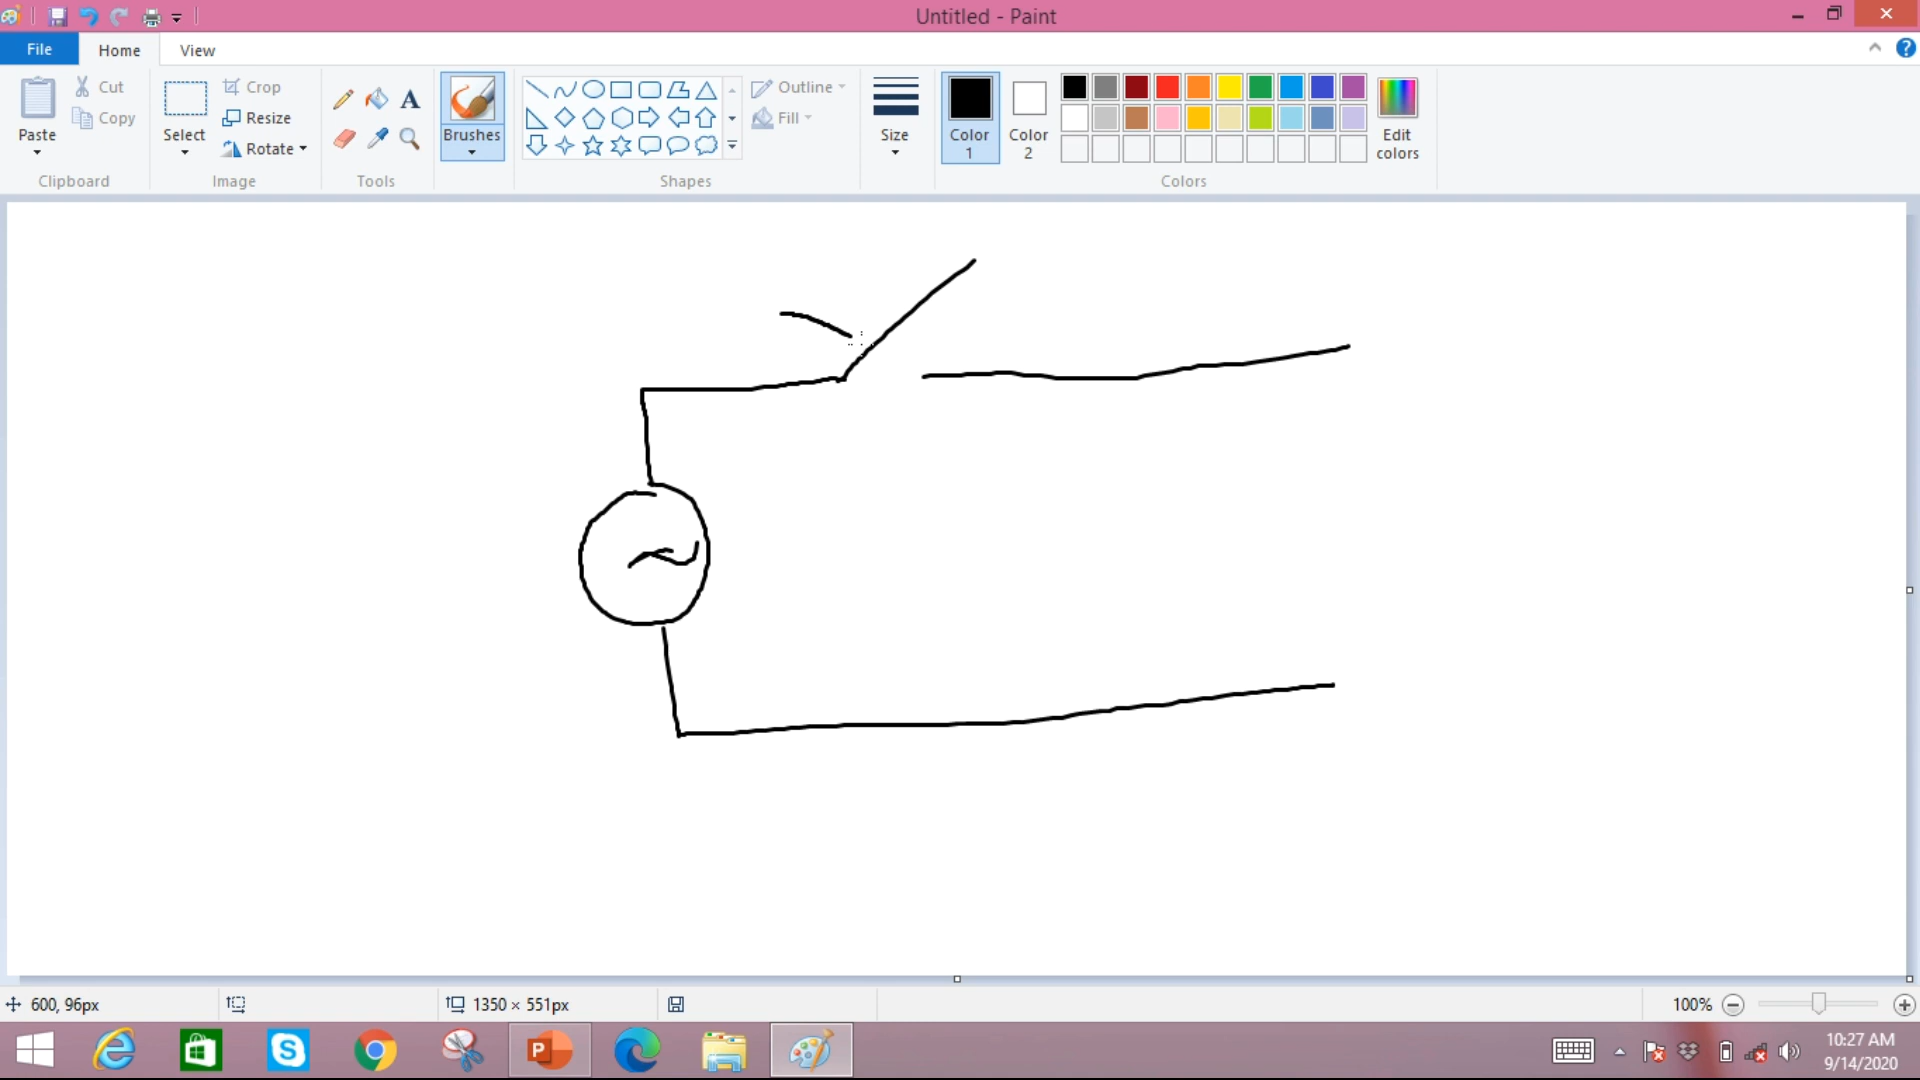 Untitled - Paint
File Home View
Paste Cut Copy
Select Crop Resize Rotate
A
Brushes
Outline Fill
Size
Color 1
Color 2
Edit colors
Clipboard Image Tools Shapes Colors
600, 96px
1350 × 551px
100%
10:27 AM
9/14/2020